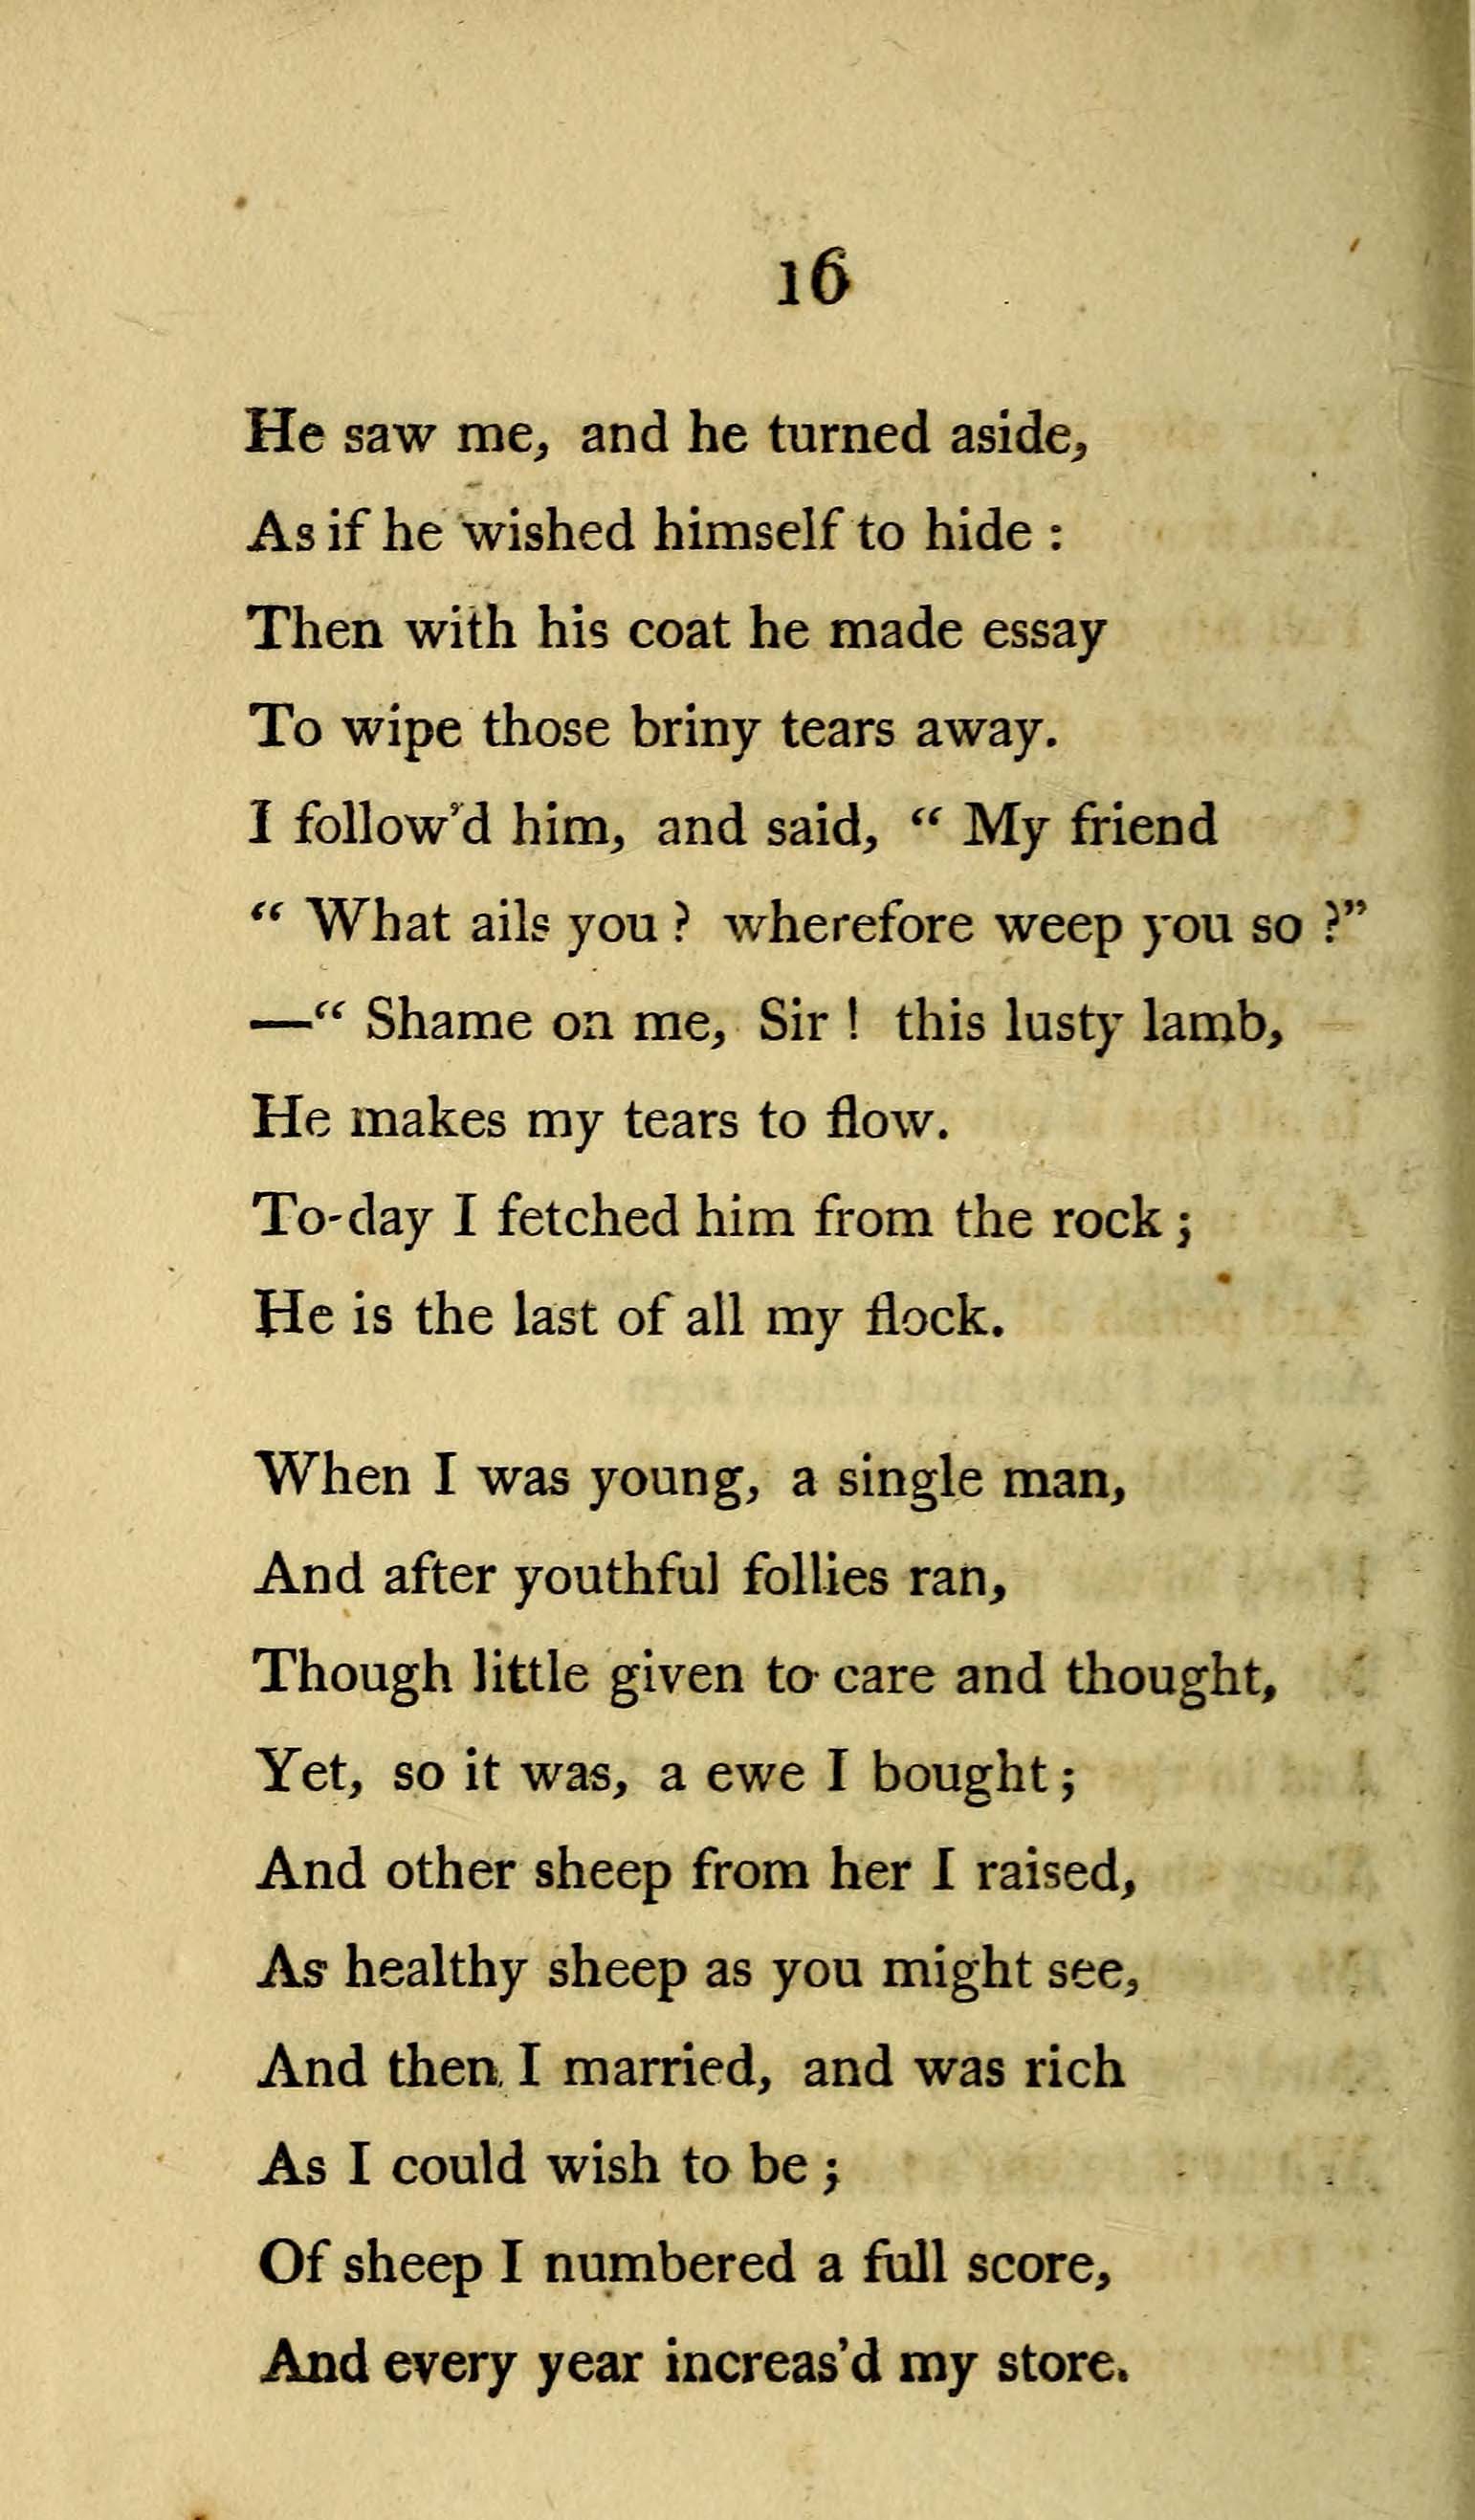 16
He saw me, and he turned aside,
As if he wished himself to hide :
Then with his coat he made essay
To wipe those briny tears away.
I follow'd him, and said, “ My friend
“ What ails you ? wherefore weep you so ?”
—“ Shame on me, Sir ! this lusty lamb,
He makes my tears to flow.
To-day I fetched him from the rock ;
He is the last of all my flock.
When I was young, a single man,
And after youthful follies ran,
Though little given to care and thought,
Yet, so it was, a ewe I bought ;
And other sheep from her I raised,
As healthy sheep as you might see,
And then I married, and was rich
As I could wish to be ;
Of sheep I numbered a full score,
And every year increas'd my store.